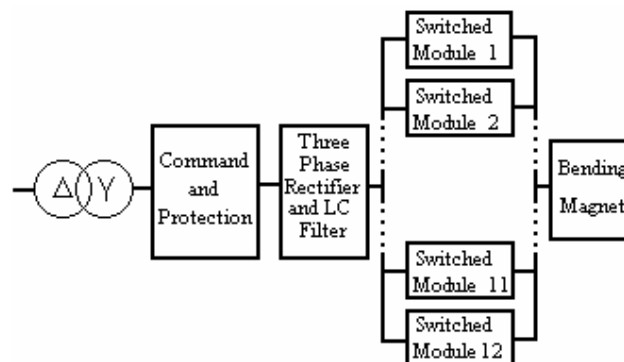 Δ Y
Command
and
Protection
Three
Phase
Rectifier
and LC
Filter
Switched
Module 1
Switched
Module 2
Switched
Module 11
Switched
Module 12
Bending
Magnet